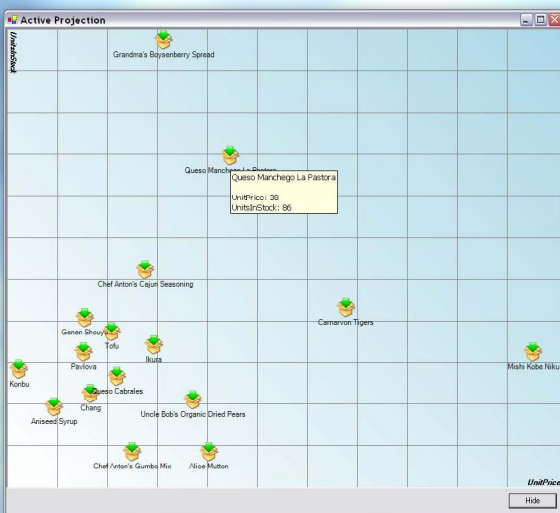 Active Projection
UnitsInStock
Grandma's Boysenberry Spread
Queso Manchego La Pastora
Queso Manchego La Pastora
UnitPrice: 38
UnitsInStock: 86
Chef Anton's Cajun Seasoning
Carnarvon Tigers
Genen Shouyu
Tofu
Ikura
Pavlova
Mishi Kobe Niku
Konbu
Queso Cabrales
Chang
Uncle Bob's Organic Dried Pears
Aniseed Syrup
Chef Anton's Gumbo Mix
Alice Mutton
UnitPrice
Hide